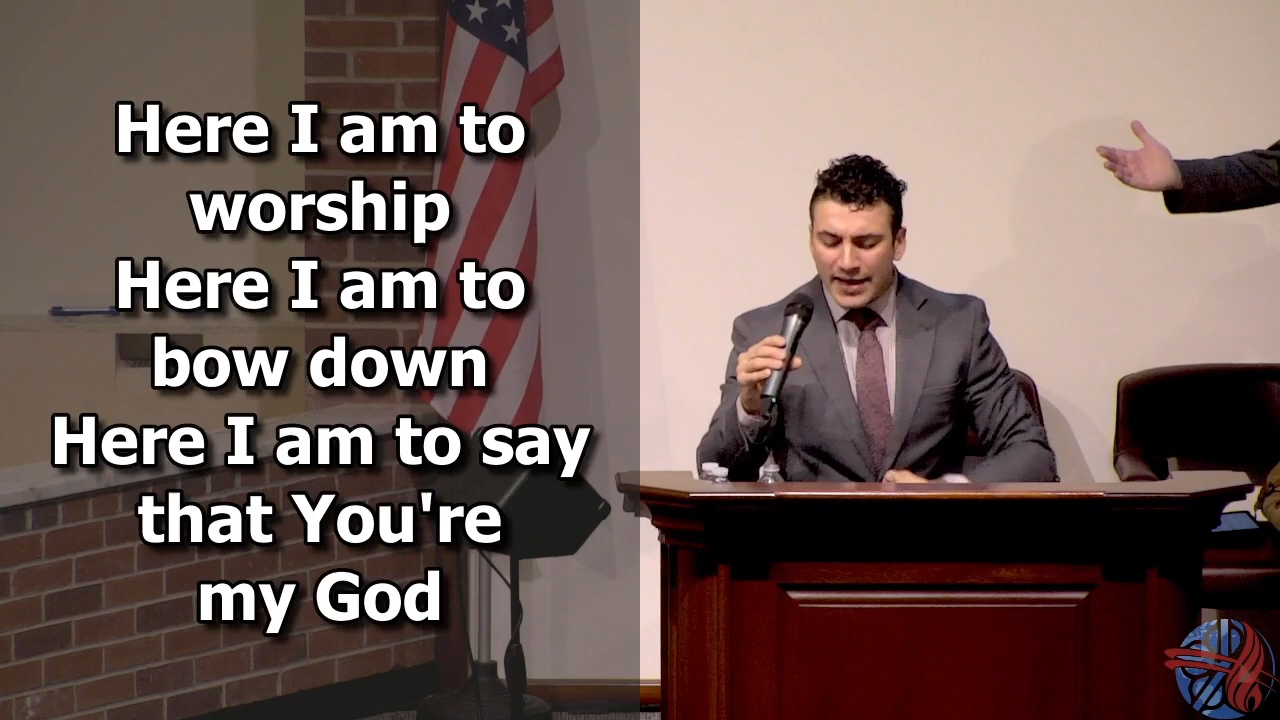 Here I am to
worship
Here I am to
bow down
Here I am to say
that You're
my God